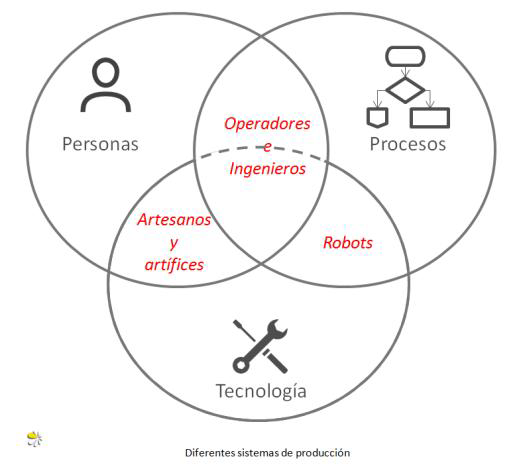 Personas
Procesos
Operadores
e
Ingenieros
Artesanos
y
artífices
Robots
Tecnología
Diferentes sistemas de producción